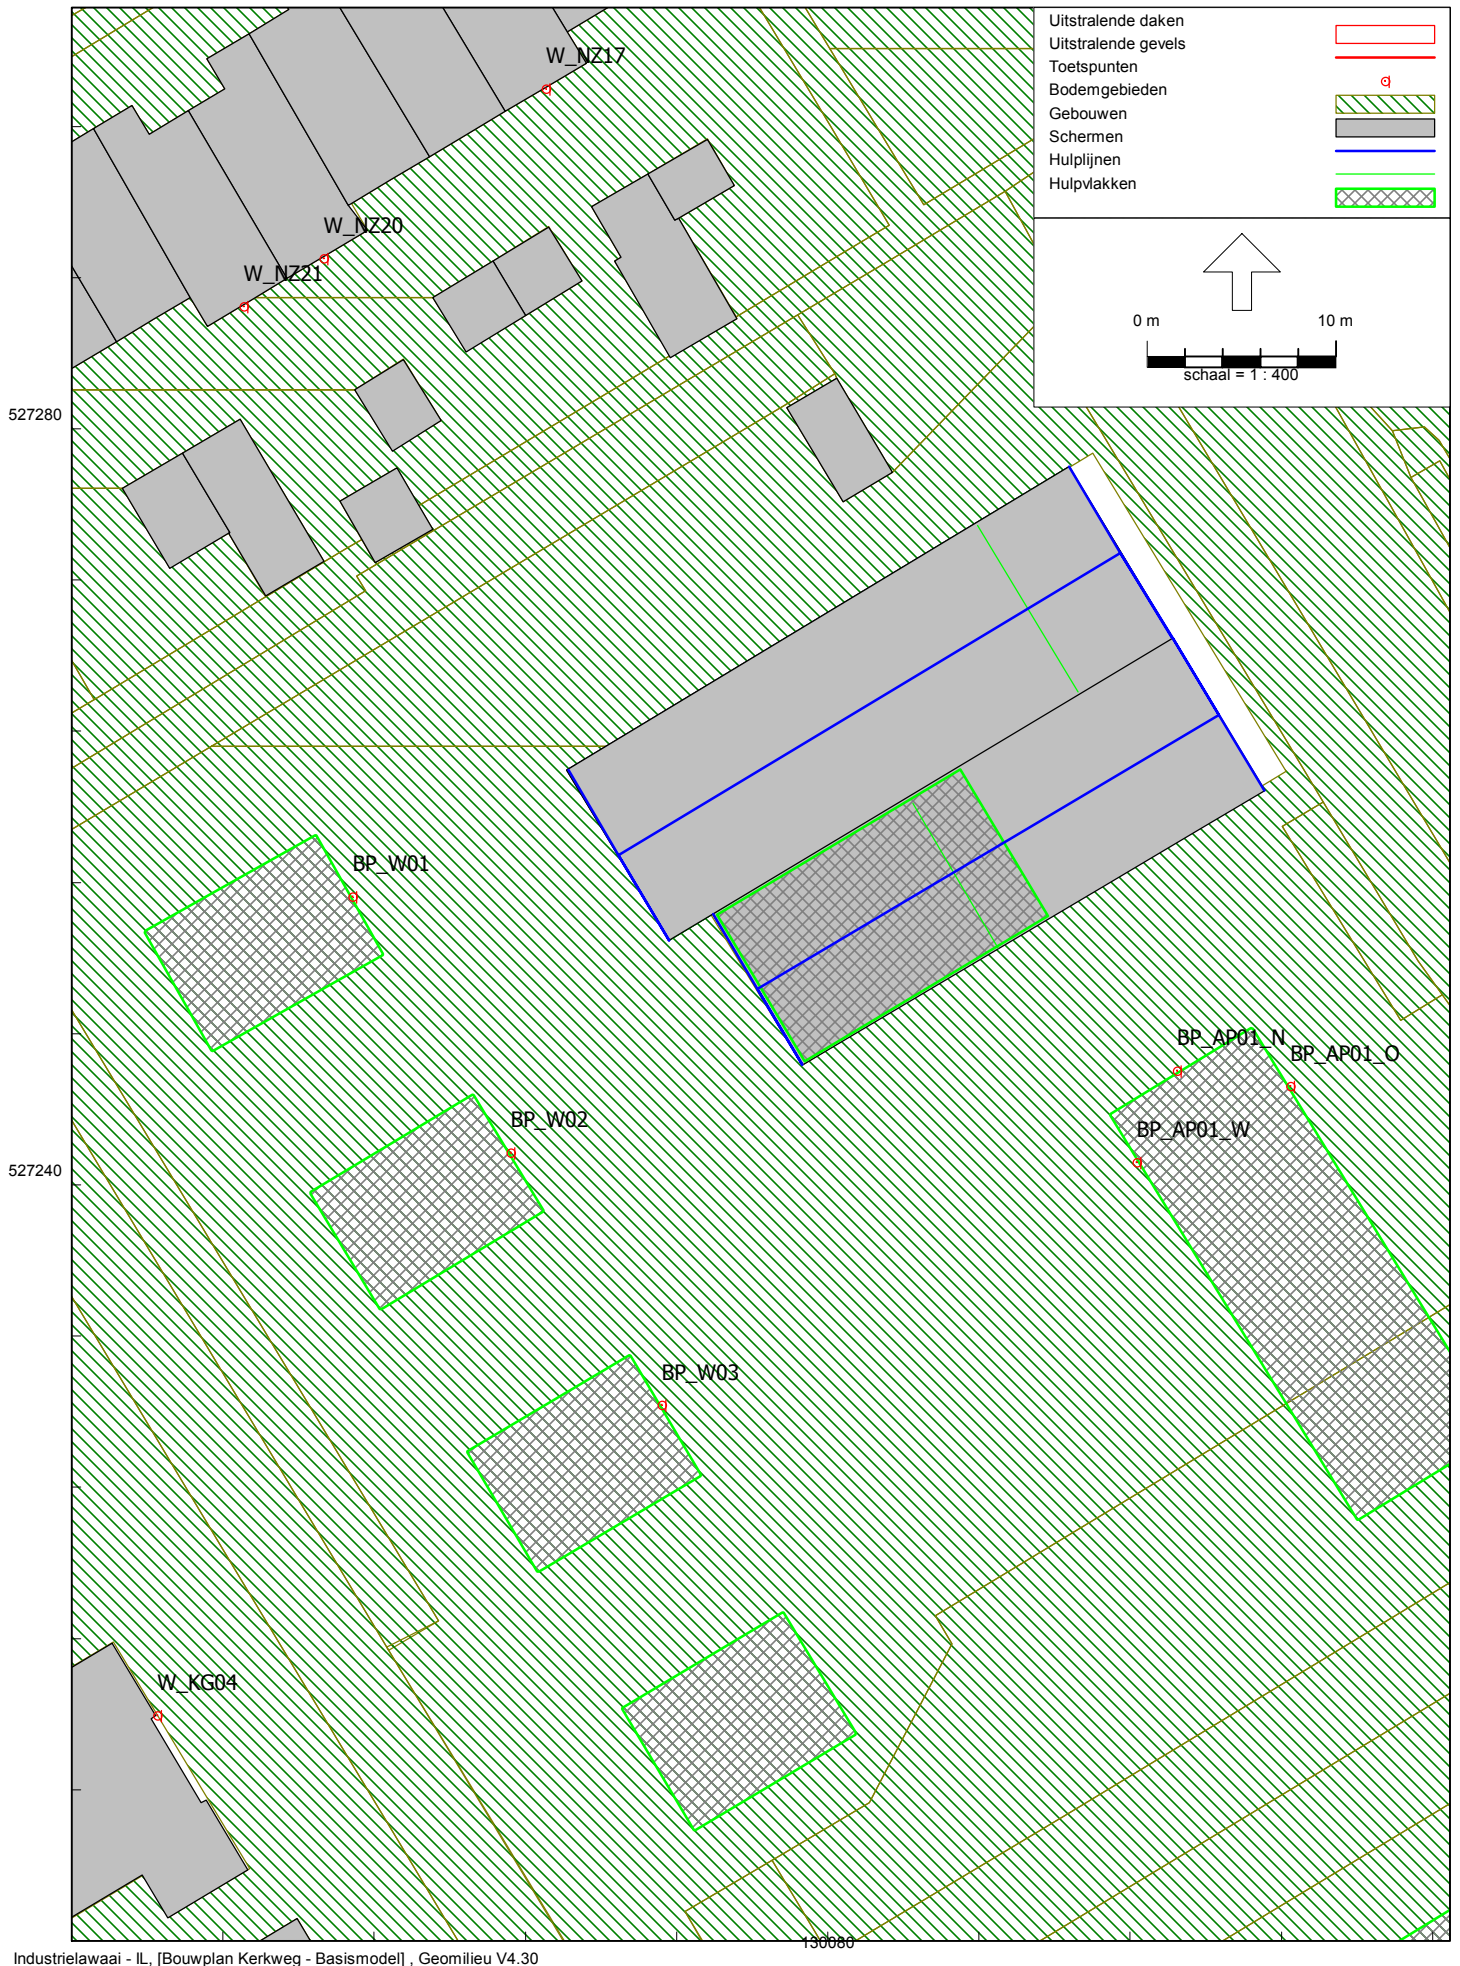 Uitstralende daken
Uitstralende gevels
Toetspunten
Bodemgebieden
Gebouwen
Schermen
Hulplijnen
Hulpvlakken
0 m 10 m
schaal = 1 : 400
W_NZ17
W_NZ20
W_NZ21
527280
BP_W01
BP_AP01_N
BP_AP01_O
BP_W02
BP_AP01_W
527240
BP_W03
W_KG04
130080
Industrielawaai - IL, [Bouwplan Kerkweg - Basismodel] , Geomilieu V4.30